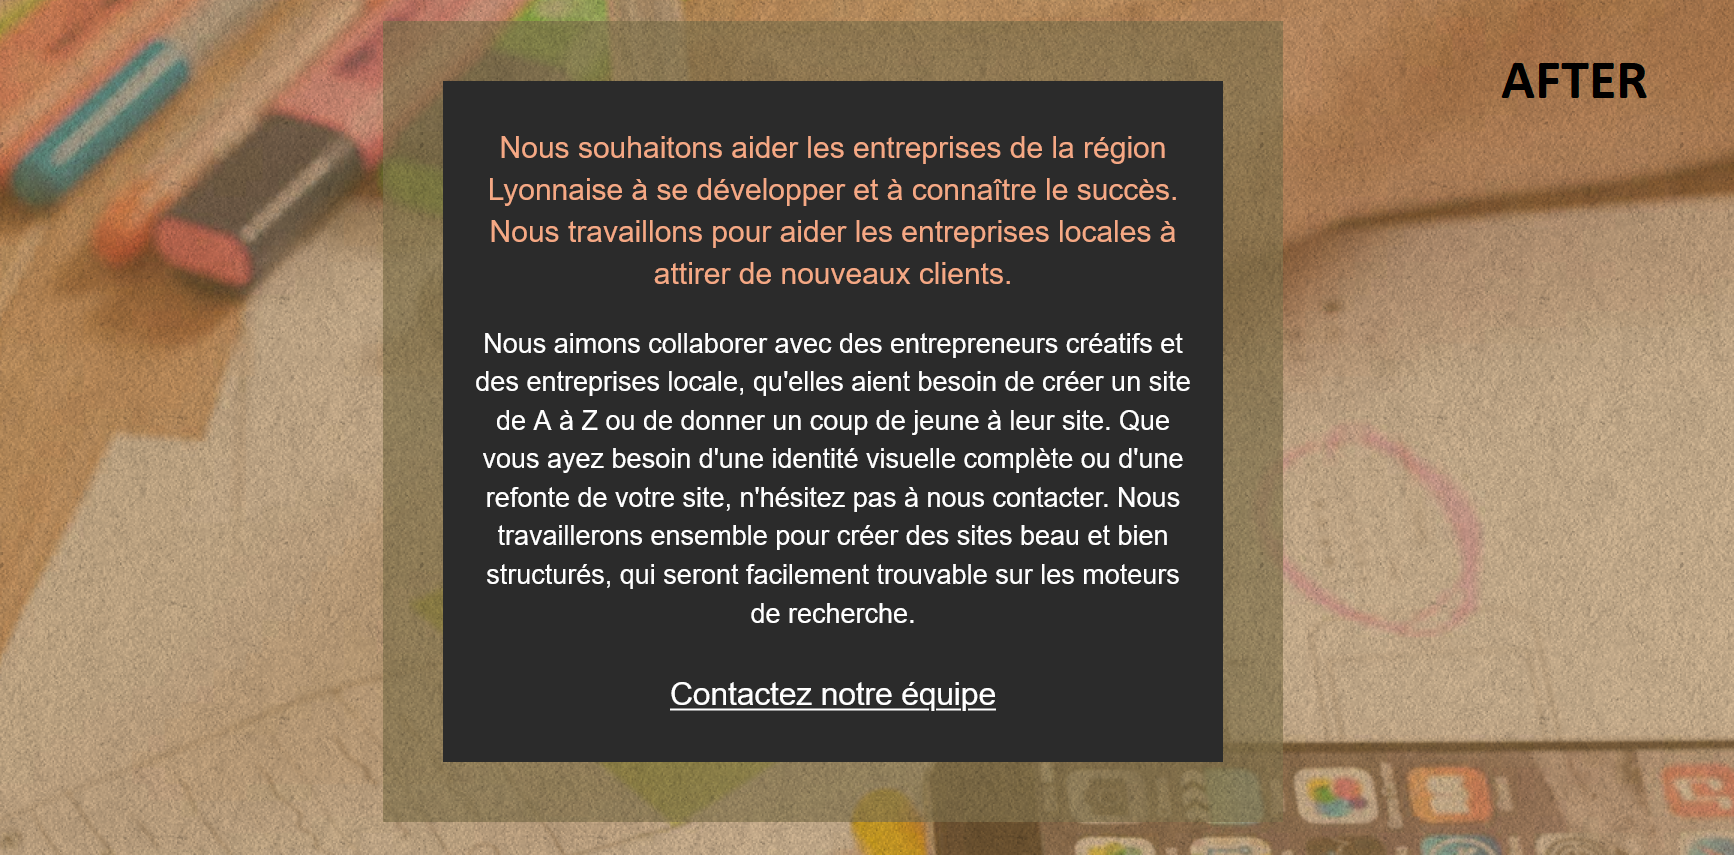 AFTER
Nous souhaitons aider les entreprises de la région
Lyonnaise à se développer et à connaître le succès.
Nous travaillons pour aider les entreprises locales à
attirer de nouveaux clients.
Nous aimons collaborer avec des entrepreneurs créatifs et
des entreprises locale, qu'elles aient besoin de créer un site
de A à Z ou de donner un coup de jeune à leur site. Que
vous ayez besoin d'une identité visuelle complète ou d'une
refonte de votre site, n'hésitez pas à nous contacter. Nous
travaillerons ensemble pour créer des sites beau et bien
structurés, qui seront facilement trouvable sur les moteurs
de recherche.
Contactez notre équipe